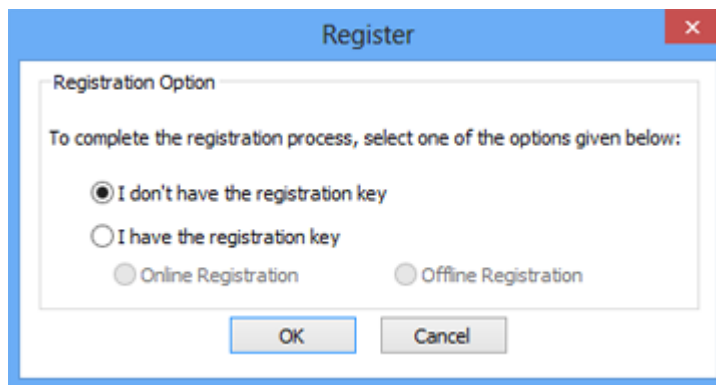 Register
Registration Option
To complete the registration process, select one of the options given below:
I don't have the registration key
I have the registration key
Online Registration Offline Registration
OK Cancel